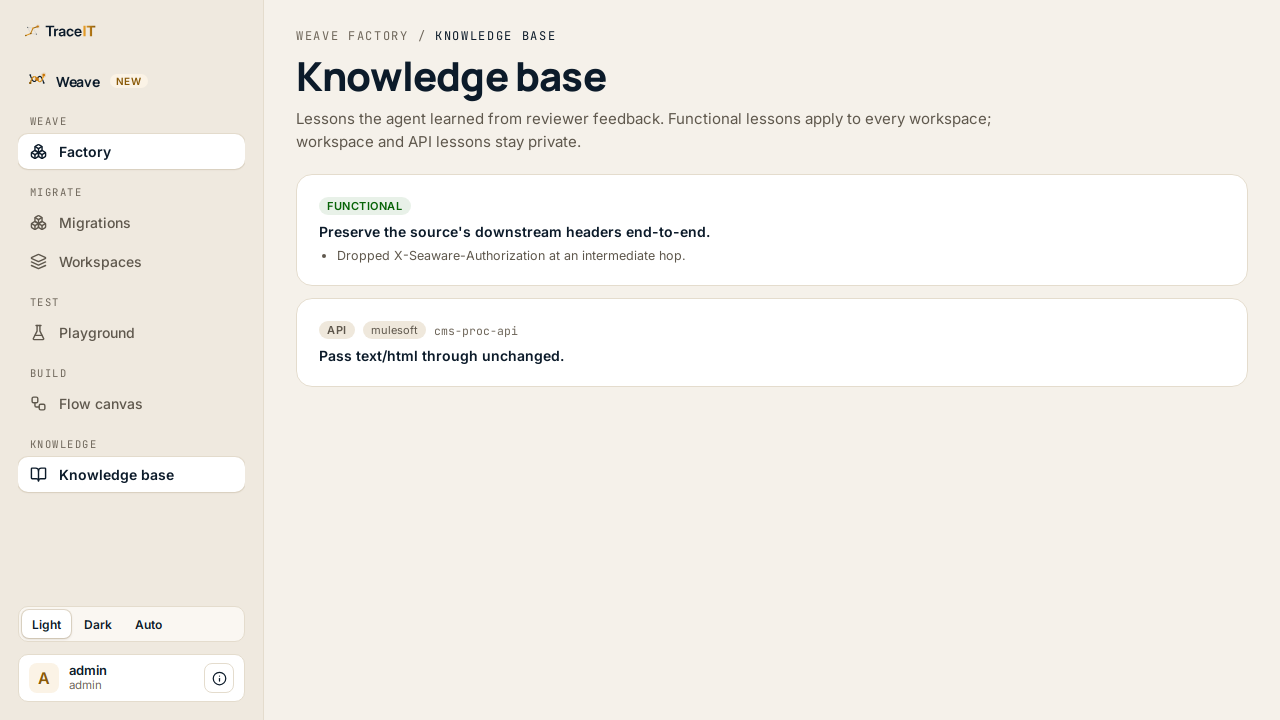 TraceIT
Weave NEW
WEAVE
Factory
MIGRATE
Migrations
Workspaces
TEST
Playground
BUILD
Flow canvas
KNOWLEDGE
Knowledge base
Light Dark Auto
A
admin
admin
WEAVE FACTORY / KNOWLEDGE BASE
Knowledge base
Lessons the agent learned from reviewer feedback. Functional lessons apply to every workspace;
workspace and API lessons stay private.
FUNCTIONAL
Preserve the source's downstream headers end-to-end.
• Dropped X-Seaware-Authorization at an intermediate hop.
API mulesoft cms-proc-api
Pass text/html through unchanged.